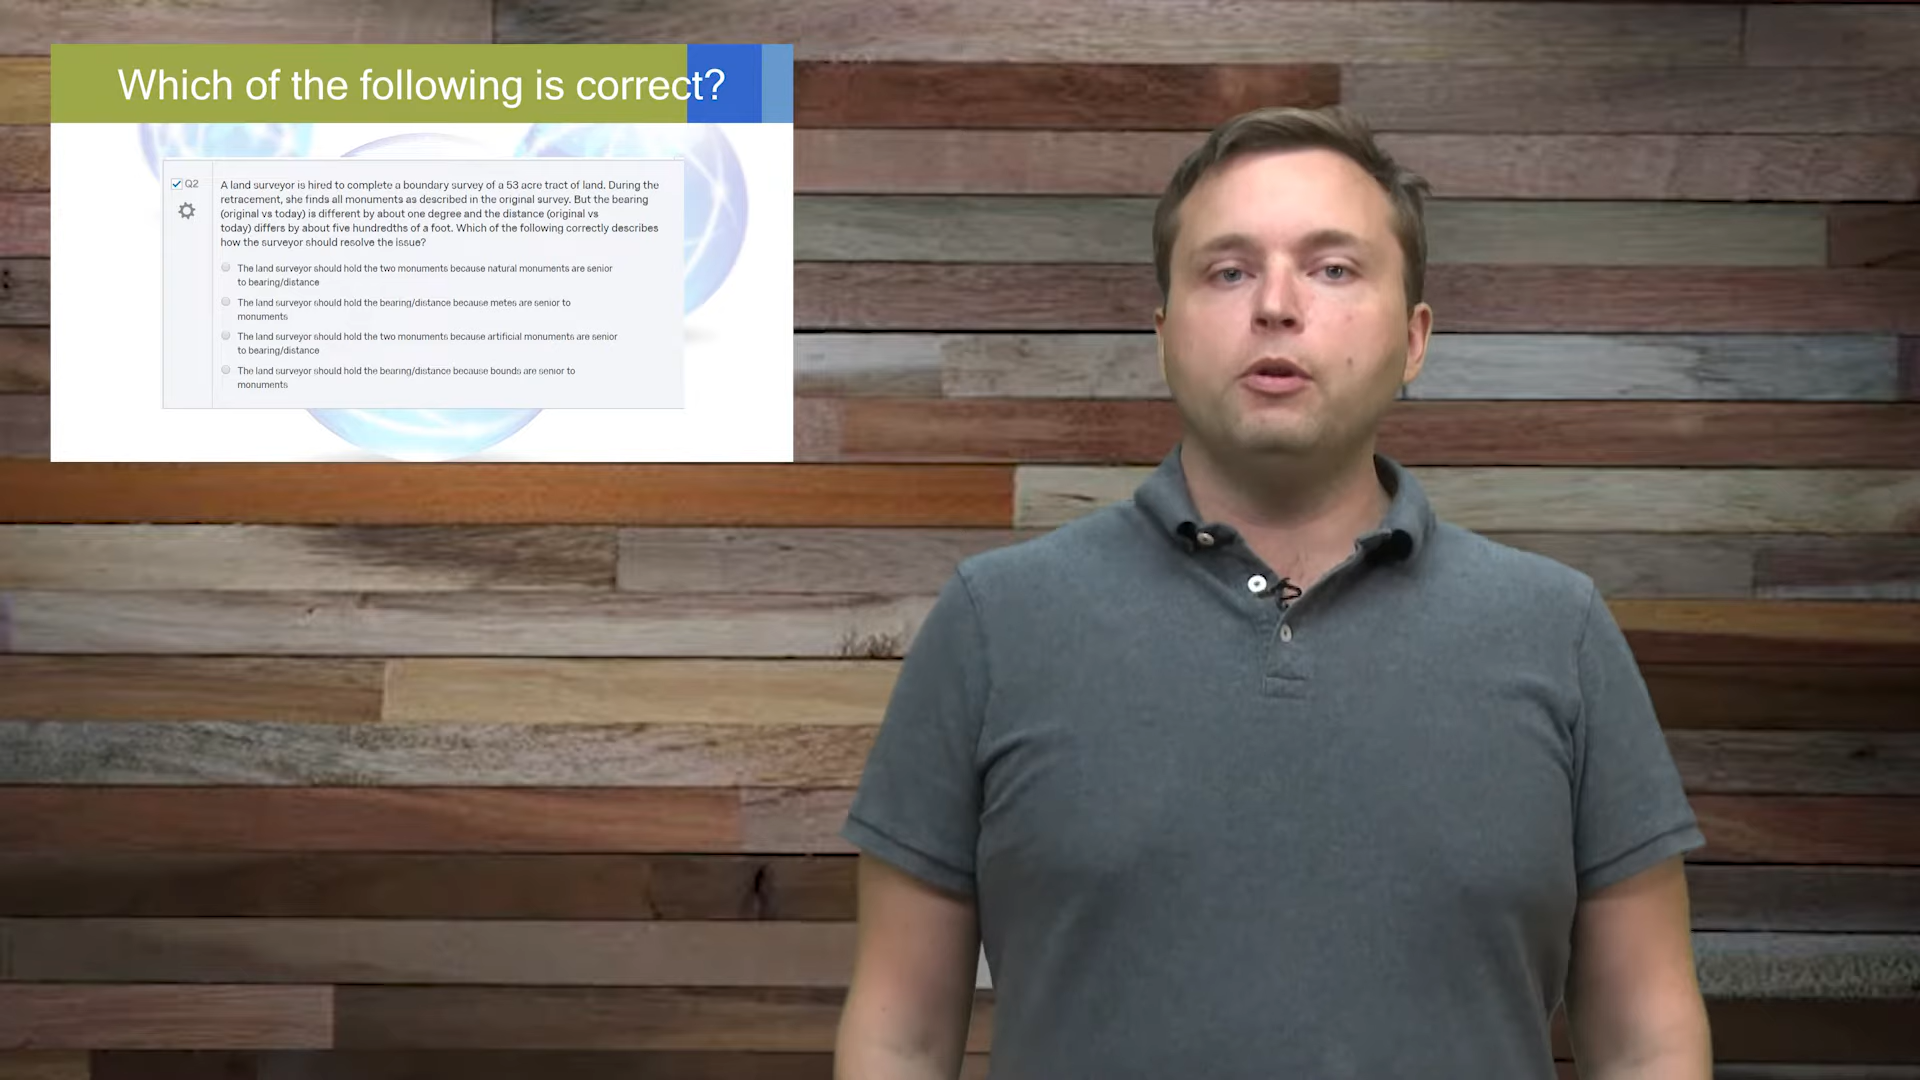 Which of the following is correct?
Q2
A land surveyor is hired to complete a boundary survey of a 53 acre tract of land. During the
retracement, she finds all monuments as described in the original survey. But the bearing
(original vs today) is different by about one degree and the distance (original vs
today) differs by about five hundredths of a foot. Which of the following correctly describes
how the surveyor should resolve the issue?
The land surveyor should hold the two monuments because natural monuments are senior
to bearing/distance
The land surveyor should hold the bearing/distance because metes are senior to
monuments
The land surveyor should hold the two monuments because artificial monuments are senior
to bearing/distance
The land surveyor should hold the bearing/distance because bounds are senior to
monuments